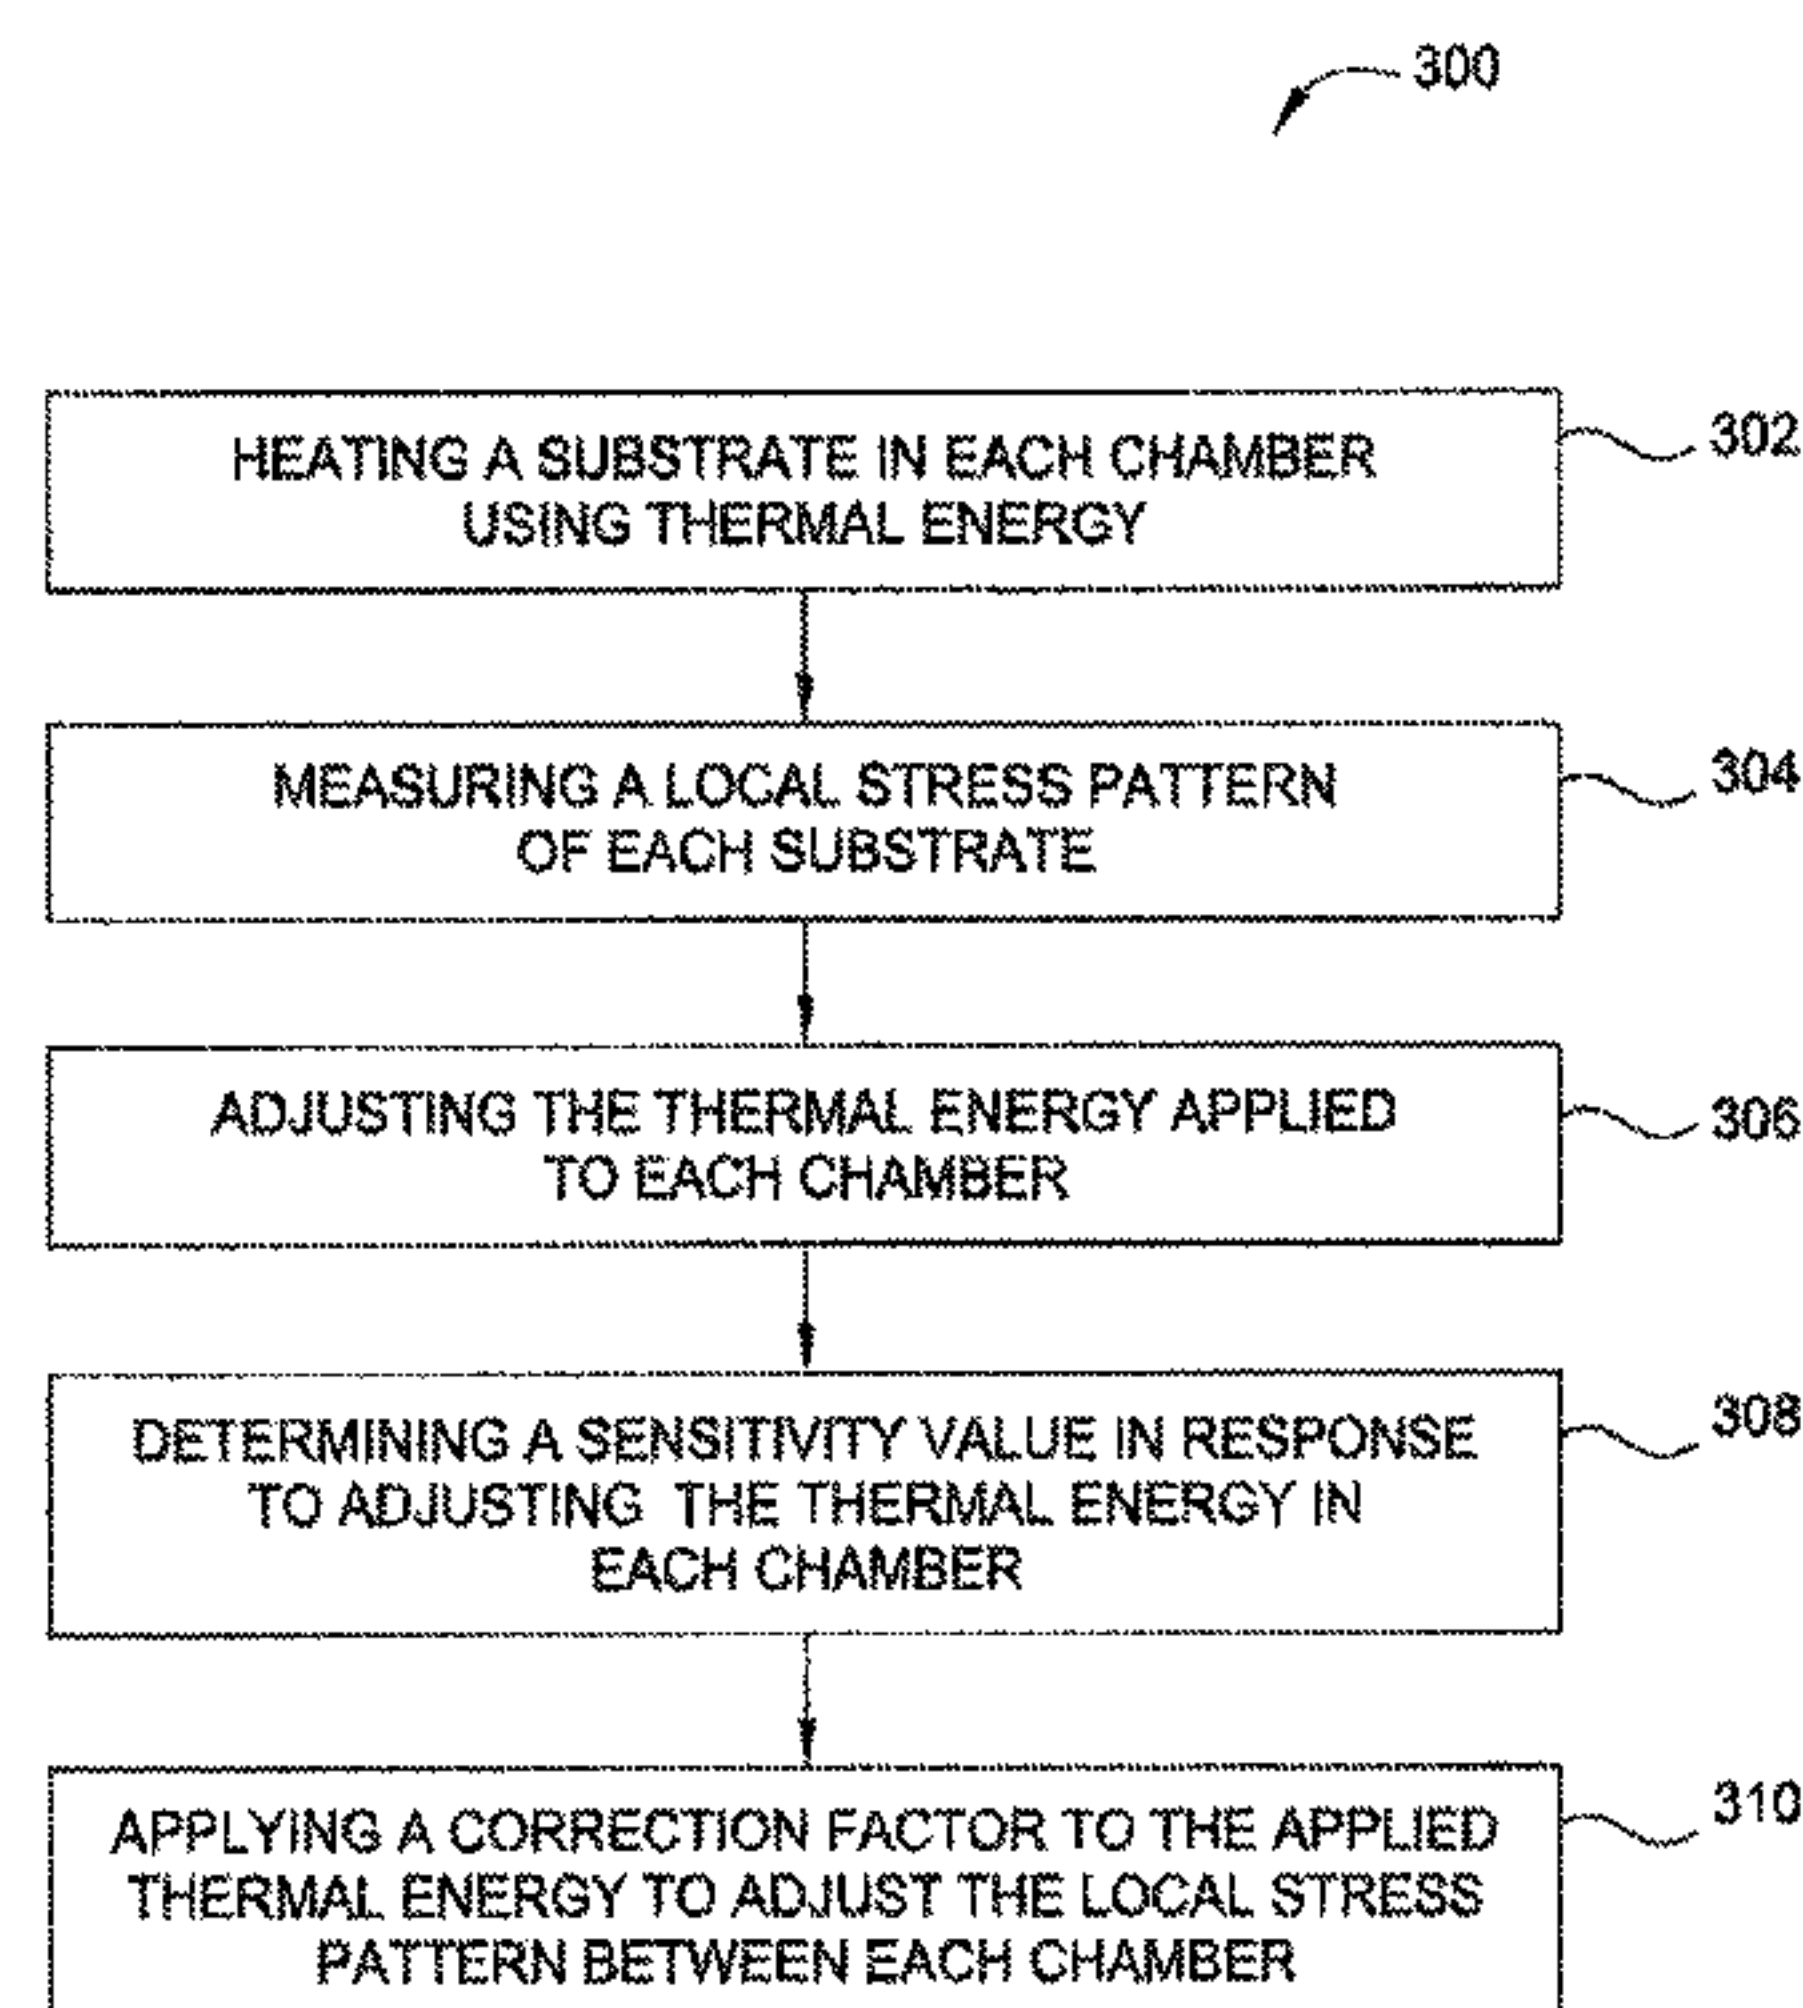 300
HEATING A SUBSTRATE IN EACH CHAMBER
USING THERMAL ENERGY
302
MEASURING A LOCAL STRESS PATTERN
OF EACH SUBSTRATE
304
ADJUSTING THE THERMAL ENERGY APPLIED
TO EACH CHAMBER
306
DETERMINING A SENSITIVITY VALUE IN RESPONSE
TO ADJUSTING THE THERMAL ENERGY IN
EACH CHAMBER
308
APPLYING A CORRECTION FACTOR TO THE APPLIED
THERMAL ENERGY TO ADJUST THE LOCAL STRESS
PATTERN BETWEEN EACH CHAMBER
310